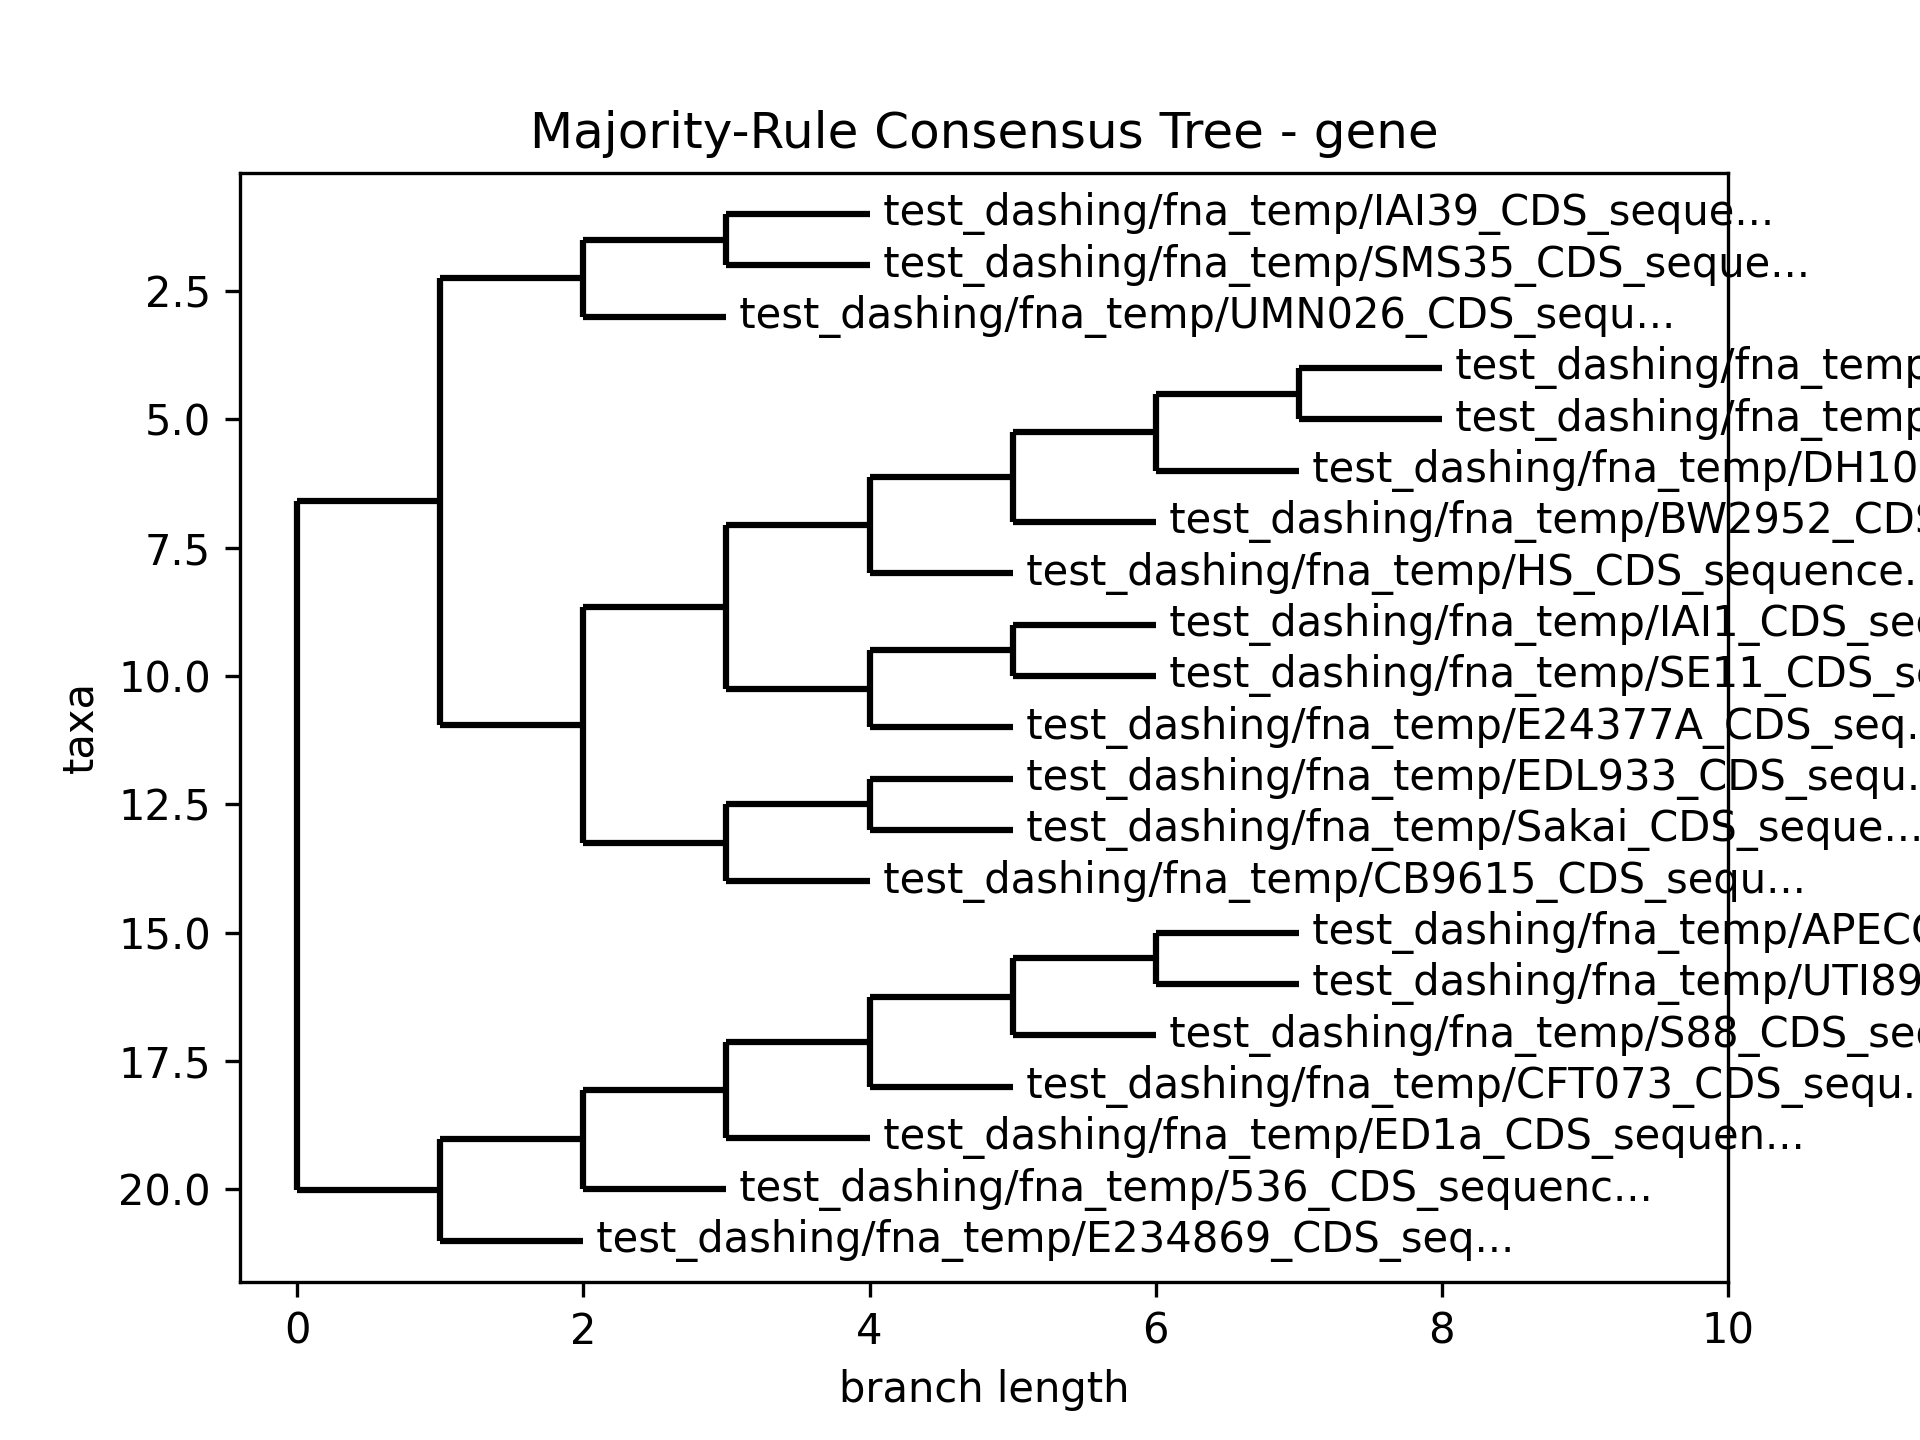 Majority-Rule Consensus Tree - gene
test_dashing/fna_temp/IAI39_CDS_seque...
test_dashing/fna_temp/SMS35_CDS_seque...
2.5
test_dashing/fna_temp/UMN026_CDS_sequ...
test_dashing/fna_temp
5.0
test_dashing/fna_temp
test_dashing/fna_temp/DH10
test_dashing/fna_temp/BW2952_CDS
7.5
test_dashing/fna_temp/HS_CDS_sequence.
test_dashing/fna_temp/IAI1_CDS_seq
10.0
test_dashing/fna_temp/SE11_CDS_se
taxa
test_dashing/fna_temp/E24377A_CDS_seq.
test_dashing/fna_temp/EDL933_CDS_sequ.
12.5
test_dashing/fna_temp/Sakai_CDS_seque...
test_dashing/fna_temp/CB9615_CDS_sequ...
15.0
test_dashing/fna_temp/APECO
test_dashing/fna_temp/UTI89
test_dashing/fna_temp/S88_CDS_seq
17.5
test_dashing/fna_temp/CFT073_CDS_sequ.
test_dashing/fna_temp/ED1a_CDS_sequen...
20.0
test_dashing/fna_temp/536_CDS_sequenc...
test_dashing/fna_temp/E234869_CDS_seq...
0 2 4 6 8 10
branch length